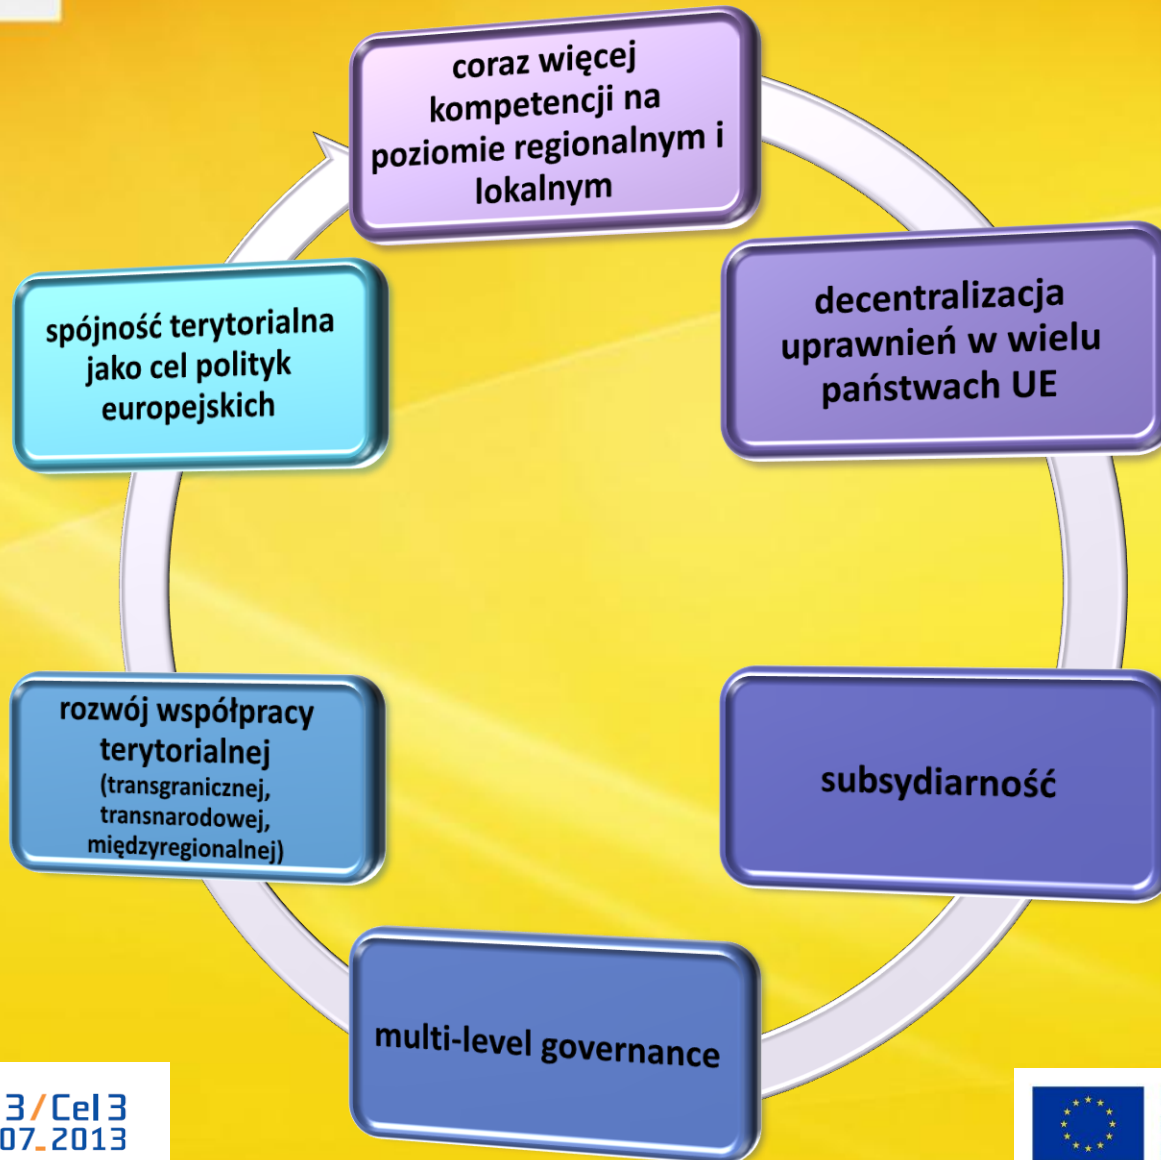 coraz więcej
kompetencji na
poziomie regionalnym i
lokalnym
decentralizacja
uprawnień w wielu
państwach UE
subsydiarność
multi-level governance
rozwój współpracy
terytorialnej
(transgranicznej,
transnarodowej,
międzyregionalnej)
spójność terytorialna
jako cel polityk
europejskich
3/Cel 3
07_2013